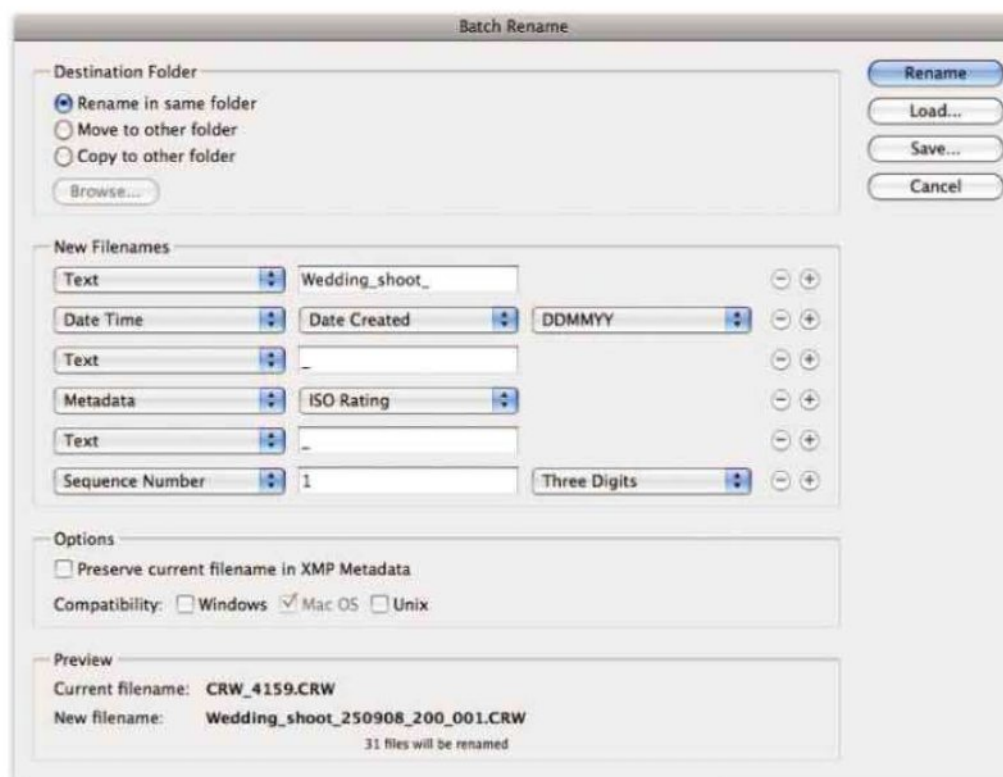 Batch Rename
Destination Folder
Rename in same folder
Move to other folder
Copy to other folder
Browse...
Rename
Load...
Save...
Cancel
New Filenames
Text Wedding_shoot_
Date Time Date Created DDMMYY
Text _
Metadata ISO Rating
Text _
Sequence Number 1 Three Digits
Options
Preserve current filename in XMP Metadata
Compatibility: Windows Mac OS Unix
Preview
Current filename: CRW_4159.CRW
New filename: Wedding_shoot_250908_200_001.CRW
31 files will be renamed